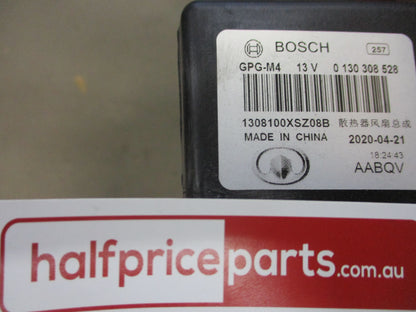 BOSCH
257
GPG-M4 13 V 0 130 308 528
1308100XSZ08B 散热器风扇总成
MADE IN CHINA 2020-04-21
18:24:43
AABQV
halfpriceparts.com.au